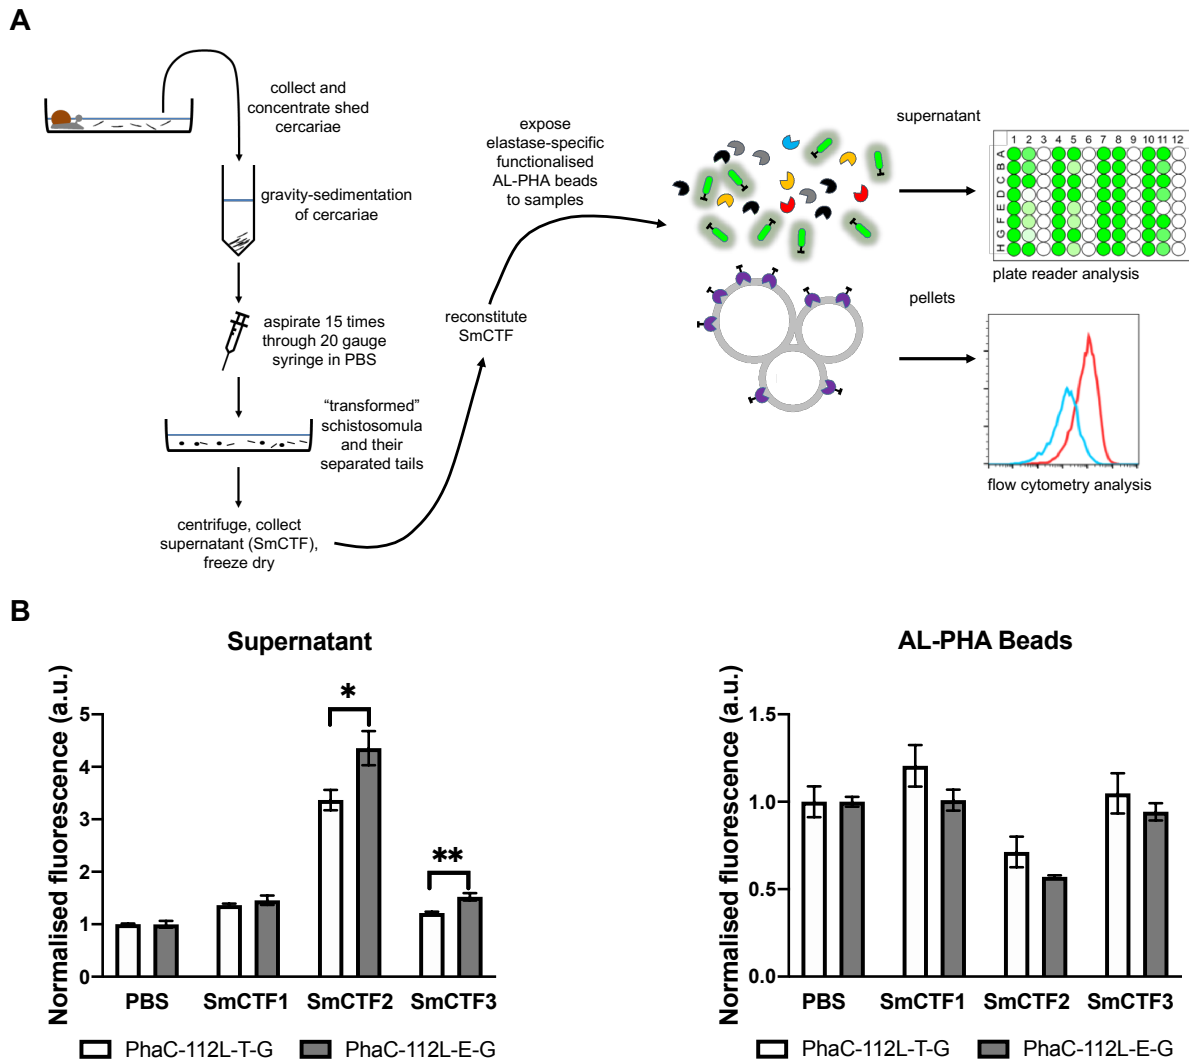 A
collect and
concentrate shed
cercariae
gravity-sedimentation
of cercariae
aspirate 15 times
through 20 gauge
syringe in PBS
“transformed”
schistosomula
and their
separated tails
centrifuge, collect
supernatant (SmCTF),
freeze dry
reconstitute
SmCTF
expose
elastase-specific
functionalised
AL-PHA beads
to samples
supernatant
1 2 3 4 5 6 7 8 9 10 11 12
A
B
C
D
E
F
G
H
plate reader analysis
pellets
flow cytometry analysis
B
Supernatant
Normalised fluorescence (a.u.)
5
4
3
2
1
0
*
**
PBS SmCTF1 SmCTF2 SmCTF3
PhaC-112L-T-G PhaC-112L-E-G
AL-PHA Beads
Normalised fluorescence (a.u.)
1.5
1.0
0.5
0.0
PBS SmCTF1 SmCTF2 SmCTF3
PhaC-112L-T-G PhaC-112L-E-G